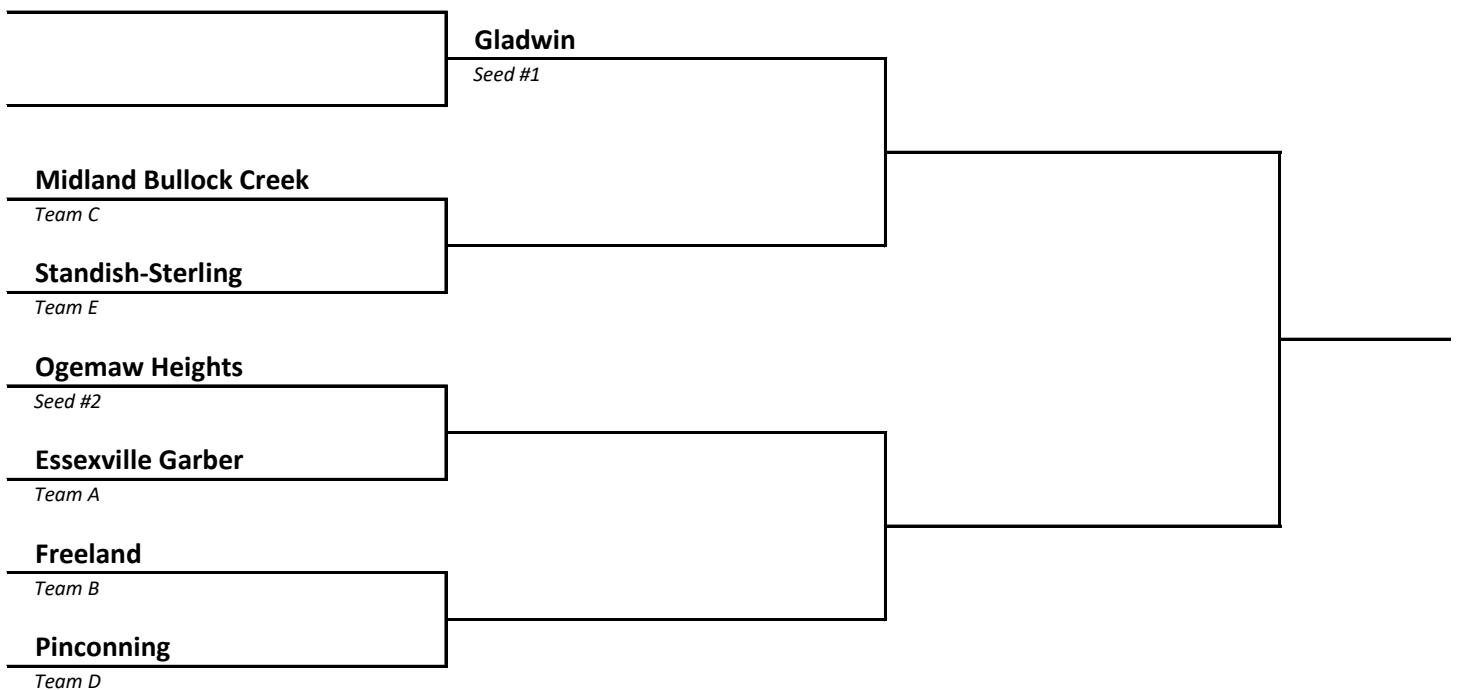 Gladwin
Seed #1
Midland Bullock Creek
Team C
Standish-Sterling
Team E
Ogemaw Heights
Seed #2
Essexville Garber
Team A
Freeland
Team B
Pinconning
Team D